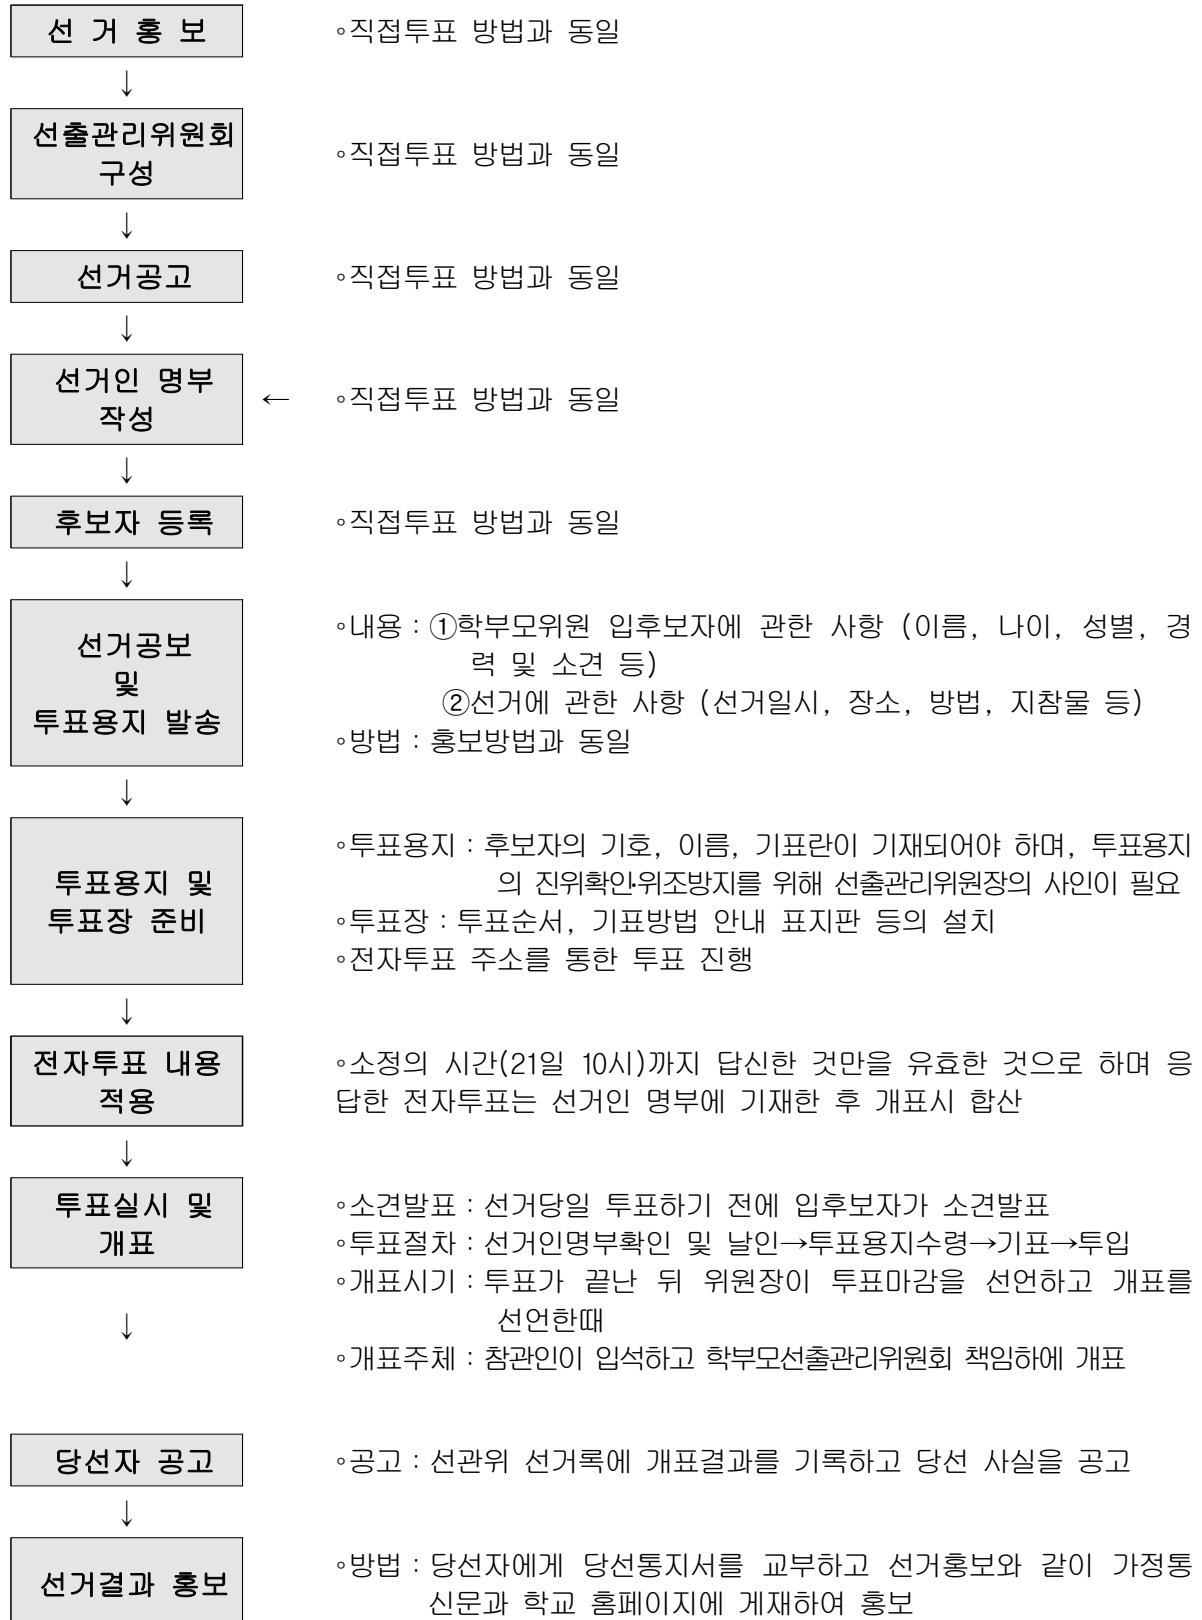 선 거 홍 보 ◦직접투표 방법과 동일
↓
선출관리위원회
구성
◦직접투표 방법과 동일
↓
선거공고 ◦직접투표 방법과 동일
↓
선거인 명부
작성
← ◦직접투표 방법과 동일
↓
후보자 등록 ◦직접투표 방법과 동일
↓
선거공보
및
투표용지 발송
◦내용 : ①학부모위원 입후보자에 관한 사항 (이름, 나이, 성별, 경
력 및 소견 등)
②선거에 관한 사항 (선거일시, 장소, 방법, 지참물 등)
◦방법 : 홍보방법과 동일
↓
투표용지 및
투표장 준비
◦투표용지 : 후보자의 기호, 이름, 기표란이 기재되어야 하며, 투표용지
의 진위확인·위조방지를 위해 선출관리위원장의 사인이 필요
◦투표장 : 투표순서, 기표방법 안내 표지판 등의 설치
◦전자투표 주소를 통한 투표 진행
↓
전자투표 내용
적용
◦소정의 시간(21일 10시)까지 답신한 것만을 유효한 것으로 하며 응
답한 전자투표는 선거인 명부에 기재한 후 개표시 합산
↓
투표실시 및
개표
◦소견발표 : 선거당일 투표하기 전에 입후보자가 소견발표
◦투표절차 : 선거인명부확인 및 날인→투표용지수령→기표→투입
◦개표시기 : 투표가 끝난 뒤 위원장이 투표마감을 선언하고 개표를
선언한때
◦개표주체 : 참관인이 입석하고 학부모선출관리위원회 책임하에 개표
↓
당선자 공고 ◦공고 : 선관위 선거록에 개표결과를 기록하고 당선 사실을 공고
↓
선거결과 홍보
◦방법 : 당선자에게 당선통지서를 교부하고 선거홍보와 같이 가정통
신문과 학교 홈페이지에 게재하여 홍보